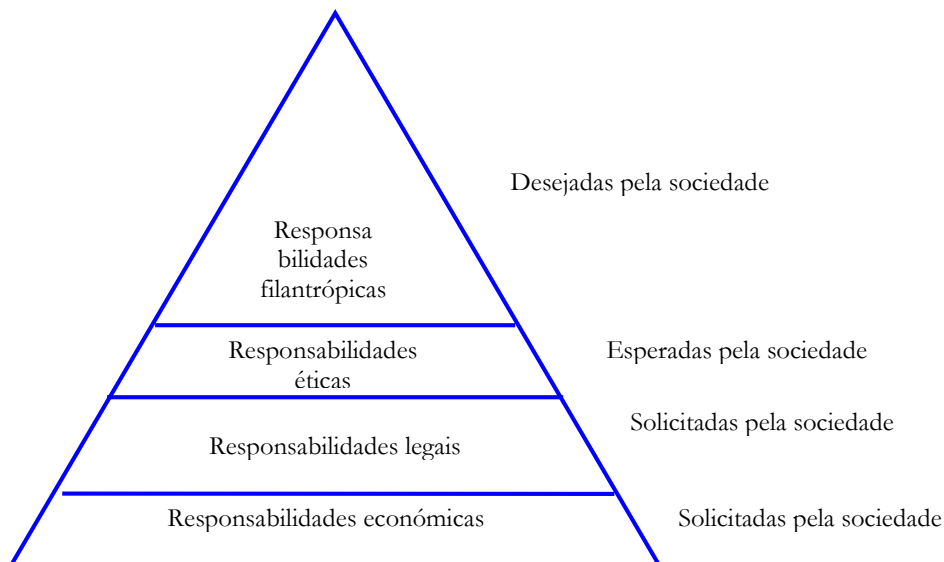 Desejadas pela sociedade
Responsa
bilidades
filantrópicas
Responsabilidades
éticas
Esperadas pela sociedade
Solicitadas pela sociedade
Responsabilidades legais
Responsabilidades económicas
Solicitadas pela sociedade